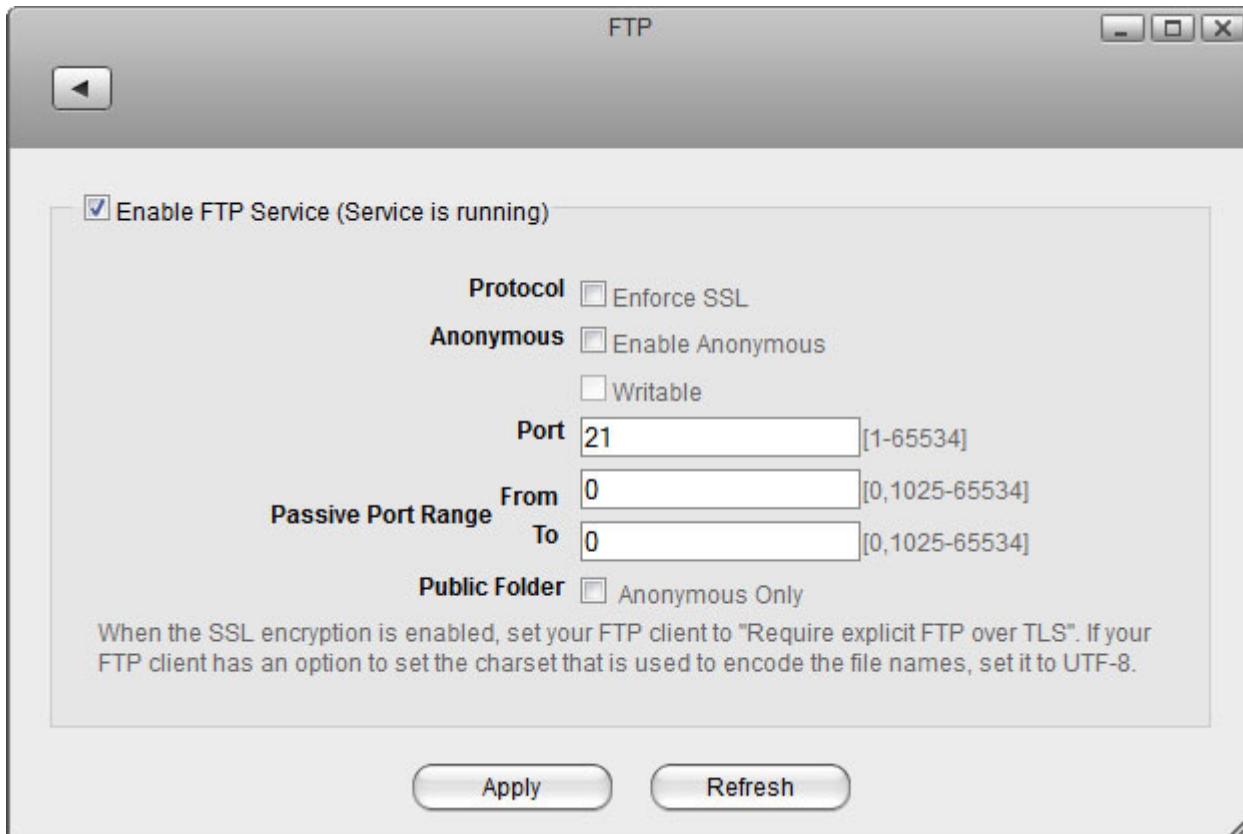 FTP
Enable FTP Service (Service is running)
Protocol Enforce SSL
Anonymous Enable Anonymous
Writable
Port 21 [1-65534]
Passive Port Range From 0 [0,1025-65534]
To 0 [0,1025-65534]
Public Folder Anonymous Only
When the SSL encryption is enabled, set your FTP client to "Require explicit FTP over TLS". If your
FTP client has an option to set the charset that is used to encode the file names, set it to UTF-8.
Apply Refresh